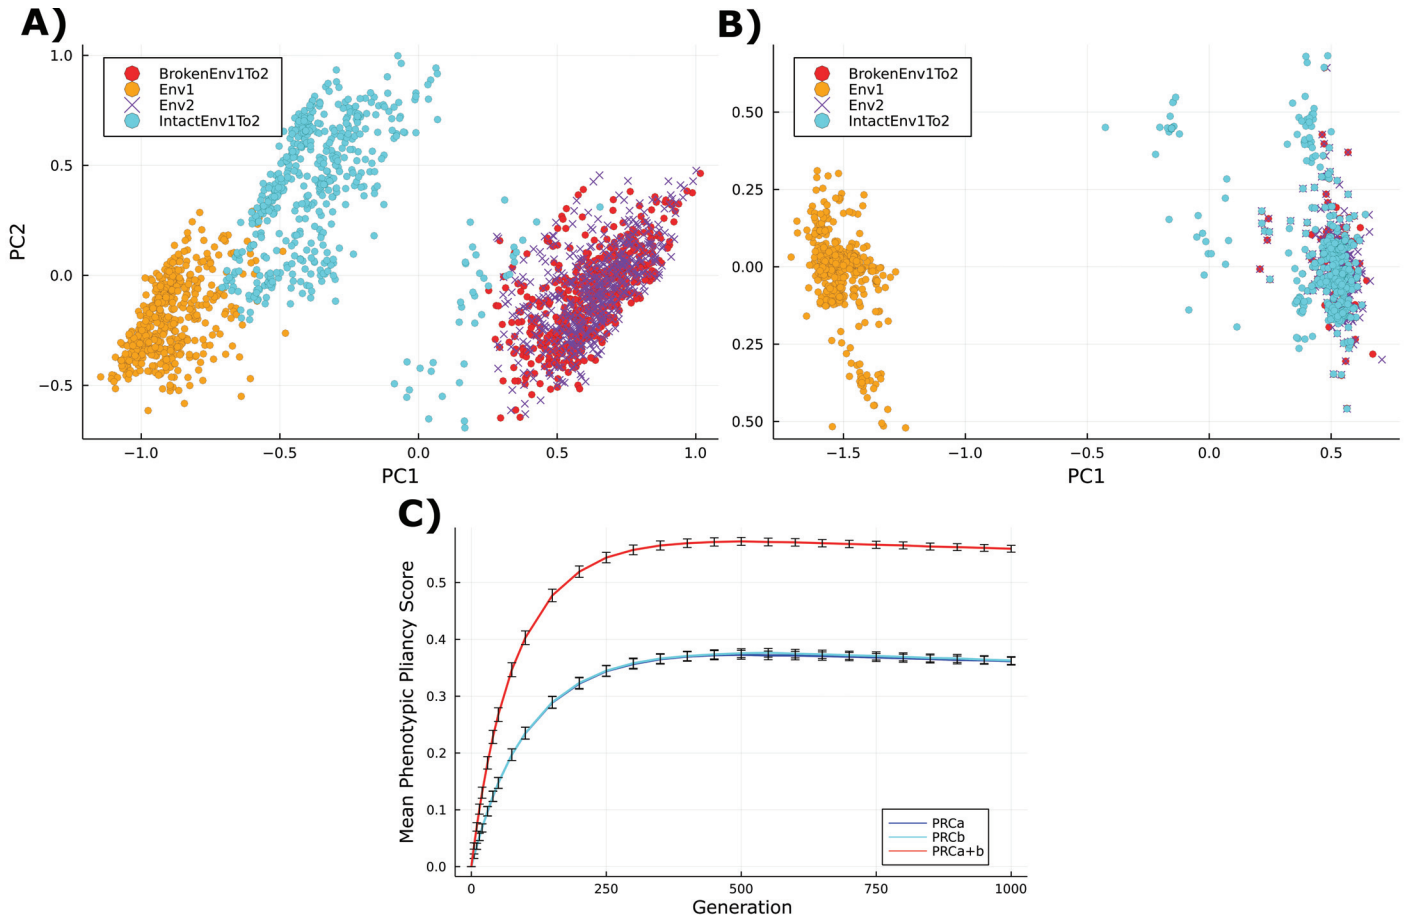 A)
BrokenEnv1To2
Env1
Env2
IntactEnv1To2
1.0
0.5
0.0
−0.5
PC2
−1.0 −0.5 0.0 0.5 1.0
PC1
B)
BrokenEnv1To2
Env1
Env2
IntactEnv1To2
0.50
0.25
0.00
0.25
0.50
−1.5 −1.0 −0.5 0.0 0.5
PC1
C)
Mean Phenotypic Pliancy Score
0.5
0.4
0.3
0.2
0.1
0.0
PRCa
PRCb
PRCa+b
0 250 500 750 1000
Generation